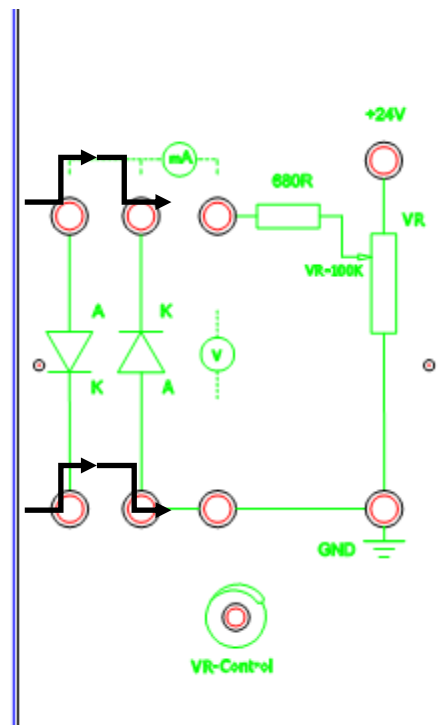 +24V
mA
680R
VR
VR-100K
A
K
V
K
A
GND
VR-Control